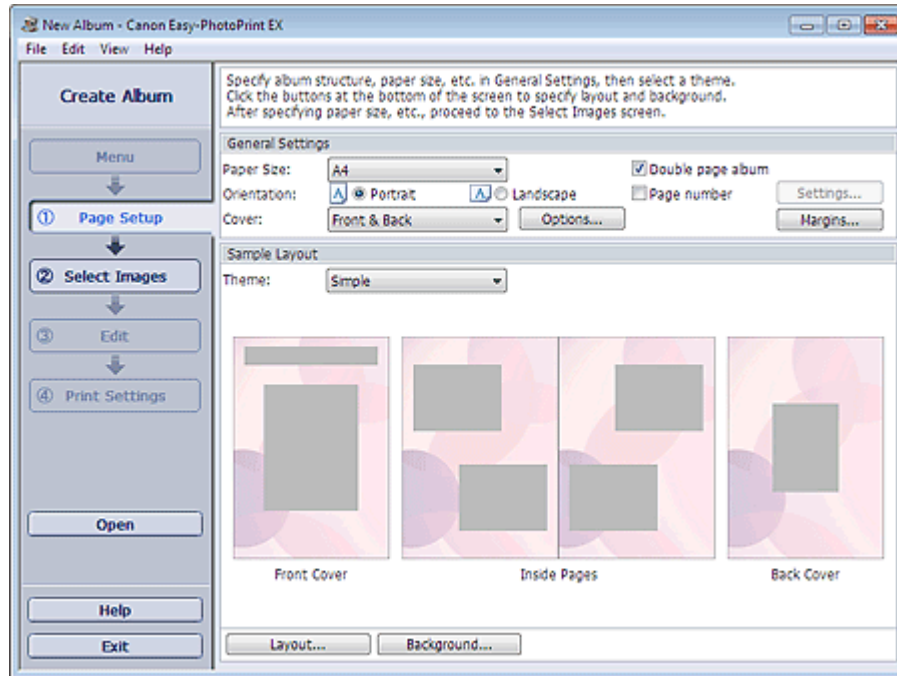 New Album - Canon Easy-PhotoPrint EX
File Edit View Help
Create Album
Menu
① Page Setup
② Select Images
③ Edit
④ Print Settings
Open
Help
Exit
Specify album structure, paper size, etc. in General Settings, then select a theme.
Click the buttons at the bottom of the screen to specify layout and background.
After specifying paper size, etc., proceed to the Select Images screen.
General Settings
Paper Size: A4 Double page album
Orientation: A Portrait A Landscape Page number Settings...
Cover: Front & Back Options... Margins...
Sample Layout
Theme: Simple
Front Cover Inside Pages Back Cover
Layout... Background...